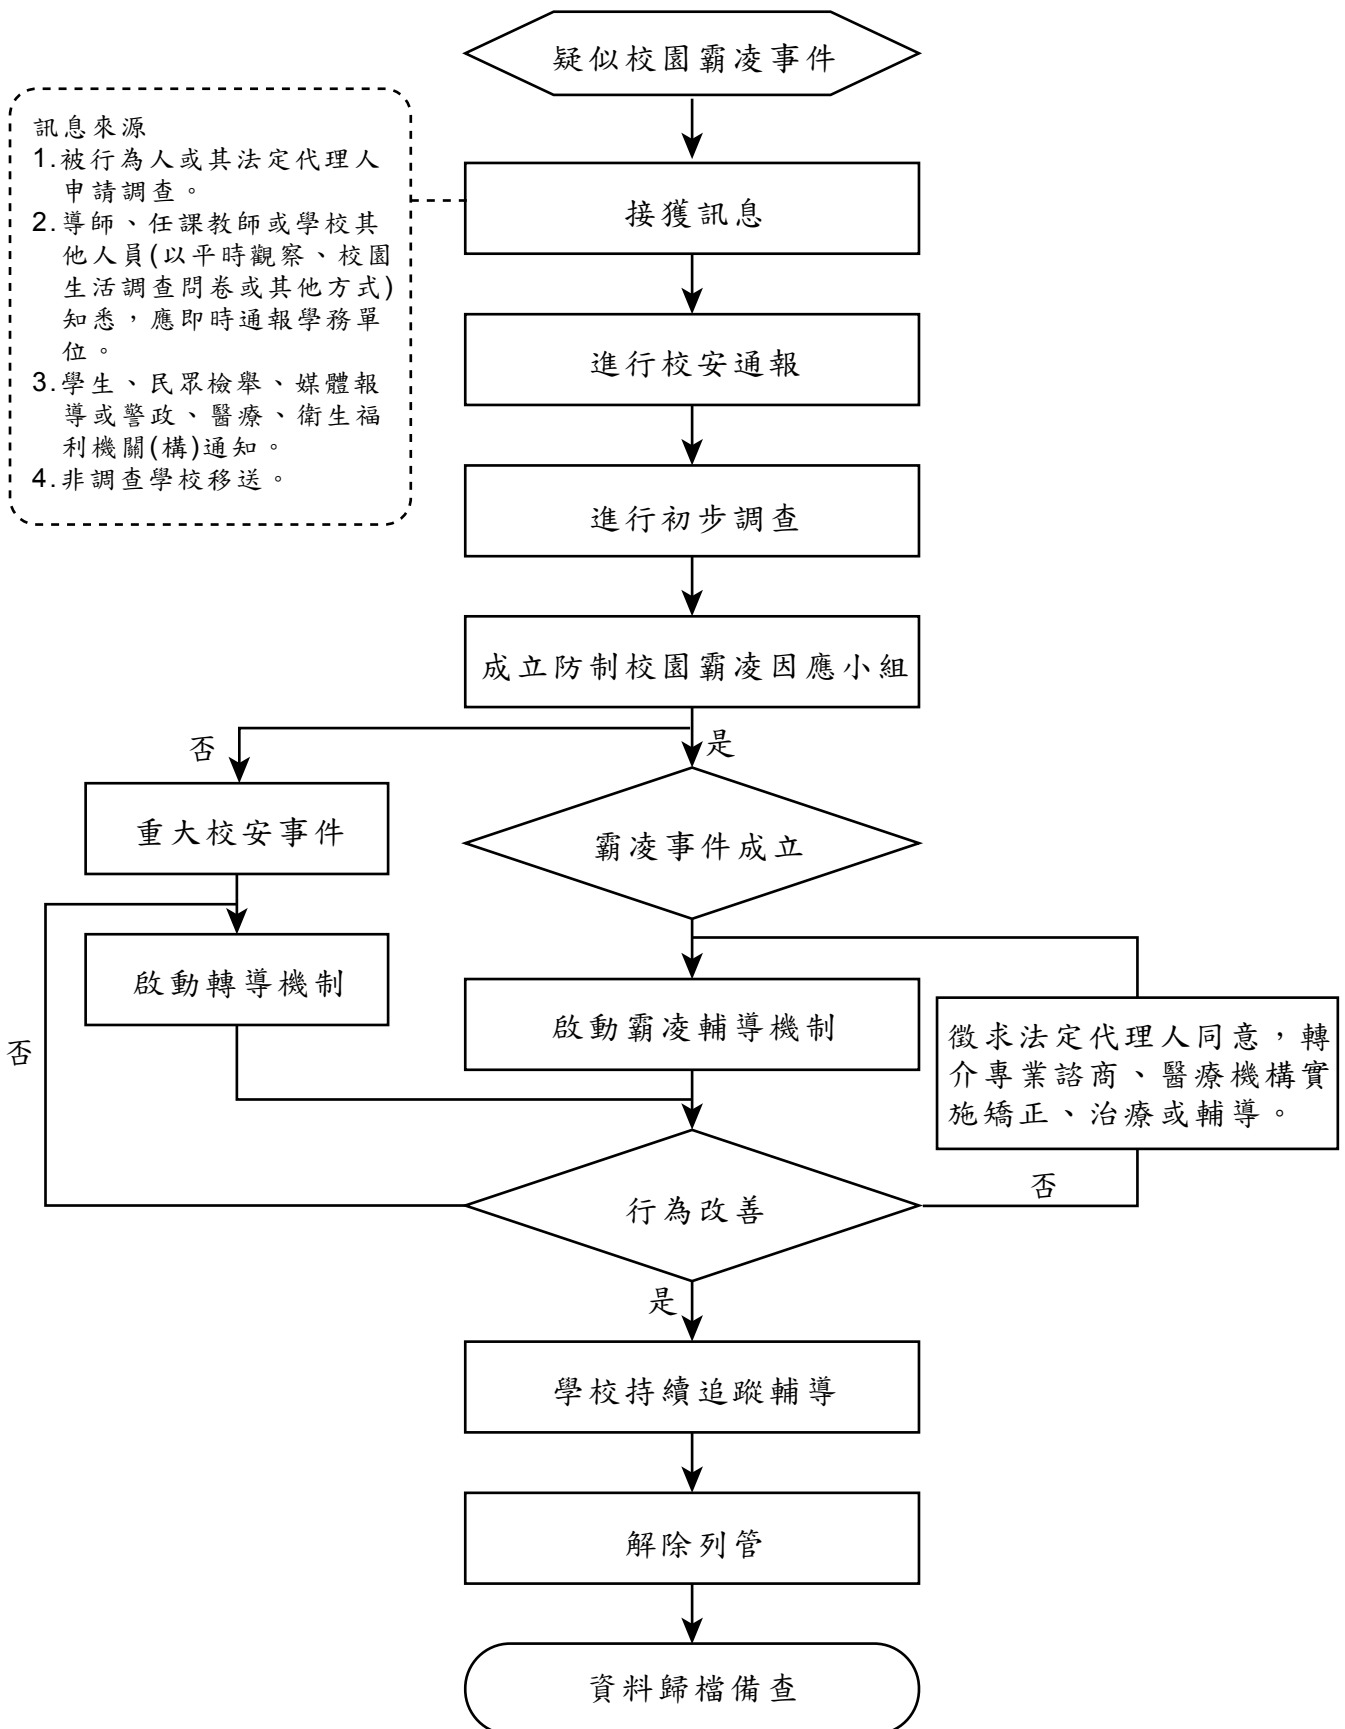 疑似校園霸凌事件
訊息來源
1.被行為人或其法定代理人
申請調查。
2.導師、任課教師或學校其
他人員(以平時觀察、校園
生活調查問卷或其他方式)
知悉，應即時通報學務單
位。
3.學生、民眾檢舉、媒體報
導或警政、醫療、衛生福
利機關(構)通知。
4.非調查學校移送。
接獲訊息
進行校安通報
進行初步調查
成立防制校園霸凌因應小組
否
是
重大校安事件
霸凌事件成立
啟動轉導機制
啟動霸凌輔導機制
否
徵求法定代理人同意，轉
介專業諮商、醫療機構實
施矯正、治療或輔導。
行為改善
否
是
學校持續追蹤輔導
解除列管
資料歸檔備查